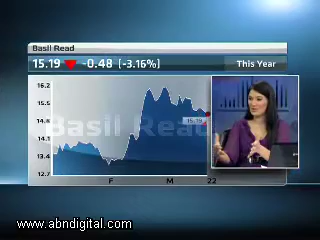 Basil Read
15.19 -0.48 (-3.16%) This Year
16.2
15.5
14.8
14.1
13.4
12.7
Basil Read
15.19
F M 22
www.abndigital.com